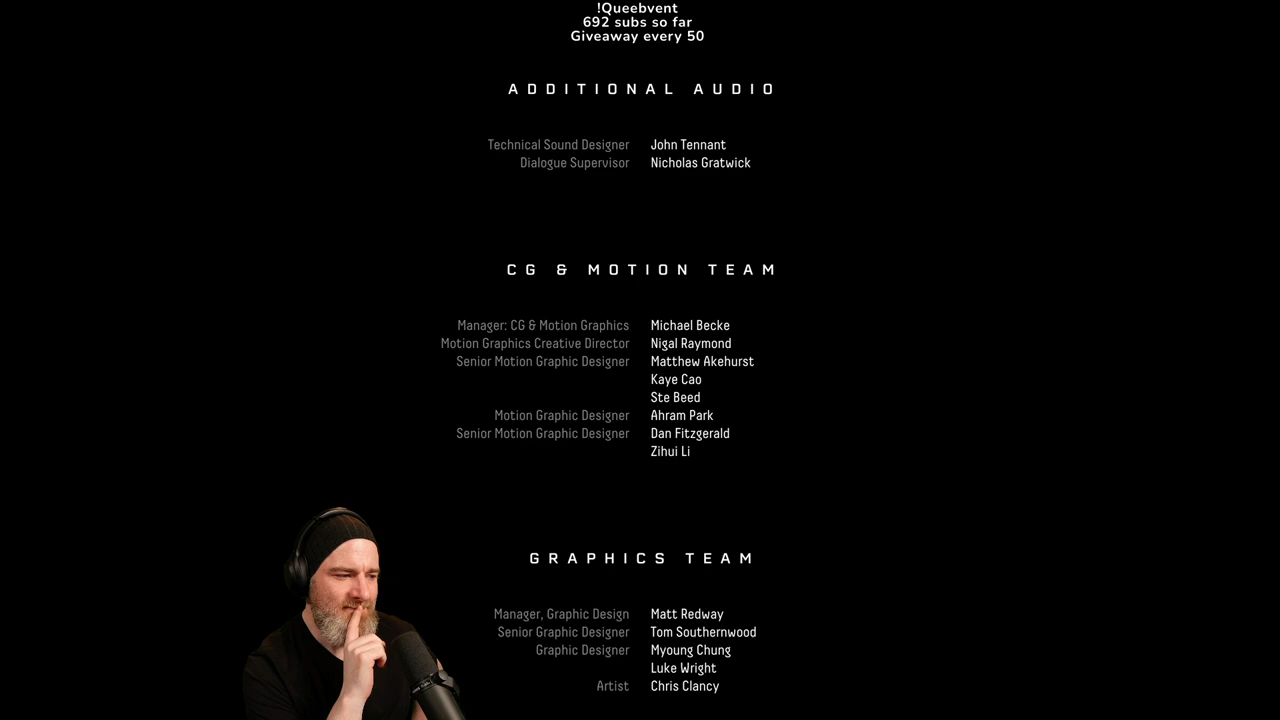 !Queebvent
692 subs so far
Giveaway every 50
ADDITIONAL AUDIO
Technical Sound Designer John Tennant
Dialogue Supervisor Nicholas Gratwick
CG & MOTION TEAM
Manager: CG & Motion Graphics Michael Becke
Motion Graphics Creative Director Nigal Raymond
Senior Motion Graphic Designer Matthew Akehurst
Kaye Cao
Ste Beed
Motion Graphic Designer Ahram Park
Senior Motion Graphic Designer Dan Fitzgerald
Zihui Li
GRAPHICS TEAM
Manager, Graphic Design Matt Redway
Senior Graphic Designer Tom Southernwood
Graphic Designer Myoung Chung
Luke Wright
Artist Chris Clancy